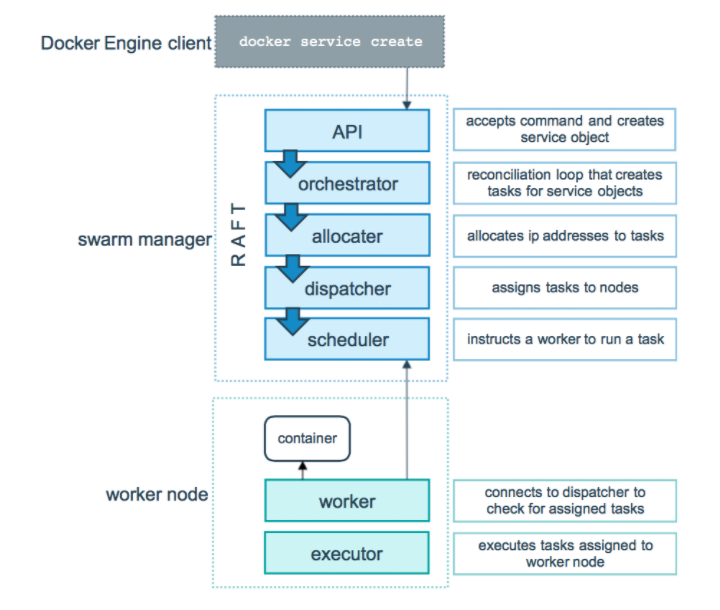 Docker Engine client
docker service create
swarm manager
RAFT
API
accepts command and creates
service object
orchestrator
reconciliation loop that creates
tasks for service objects
allocater
allocates ip addresses to tasks
dispatcher
assigns tasks to nodes
scheduler
instructs a worker to run a task
worker node
container
worker
connects to dispatcher to
check for assigned tasks
executor
executes tasks assigned to
worker node